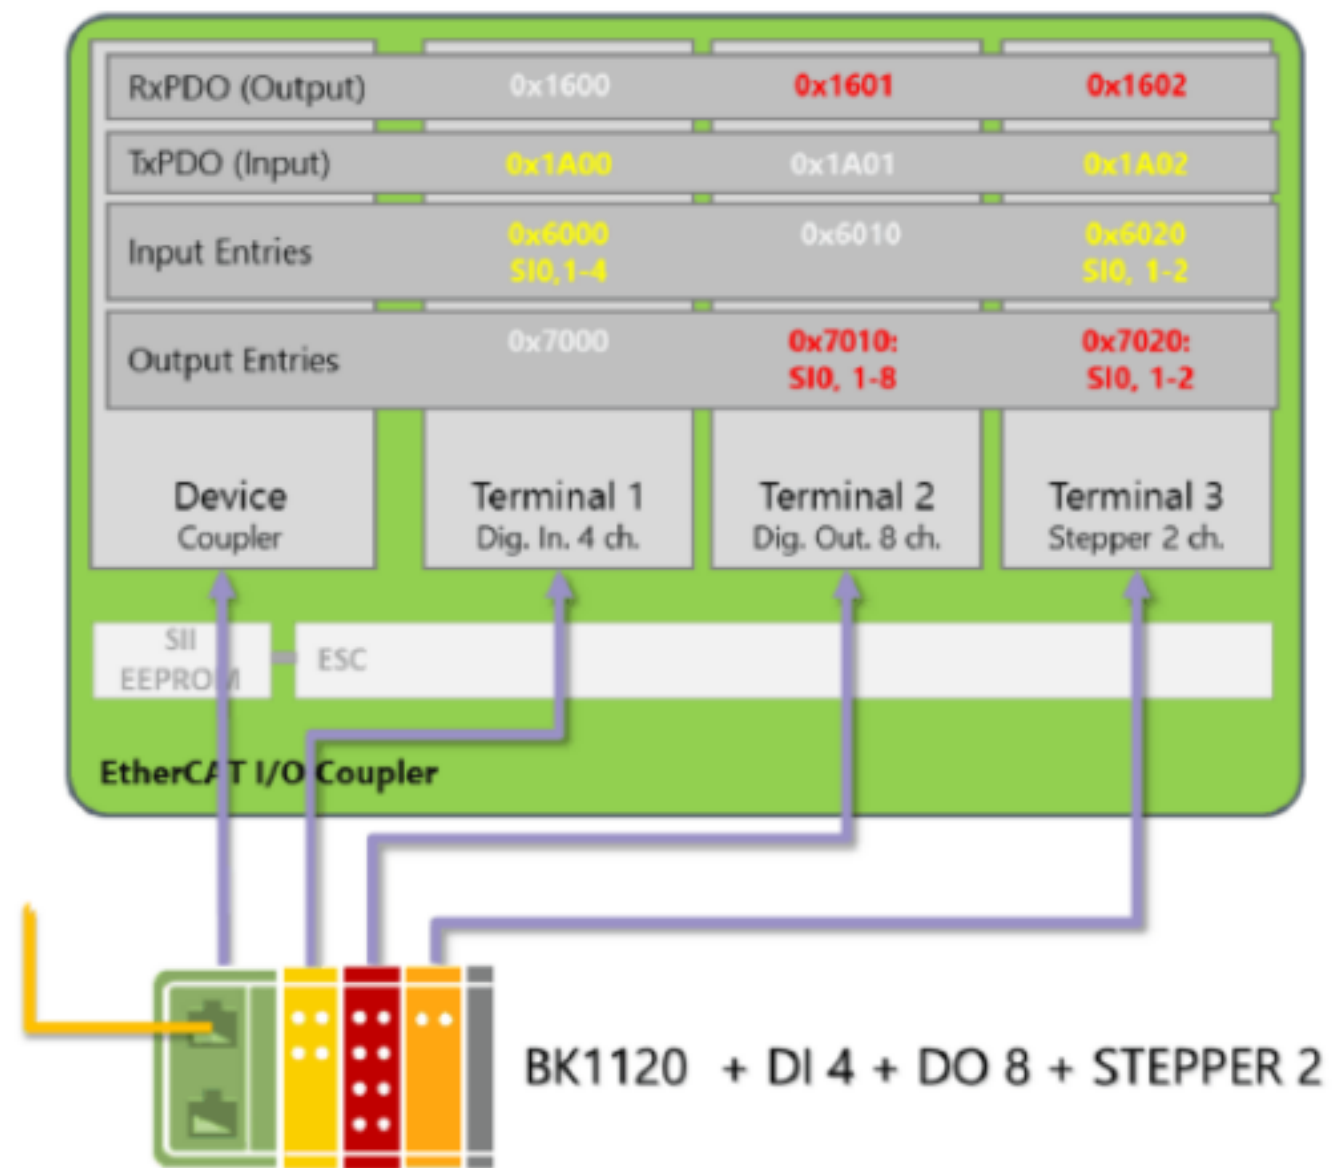 RxPDO (Output) 0x1600 0x1601 0x1602
TxPDO (Input) 0x1A00 0x1A01 0x1A02
Input Entries 0x6000 0x6010 0x6020
SI0,1-4 SI0, 1-2
Output Entries 0x7000 0x7010: 0x7020:
SI0, 1-8 SI0, 1-2
Device Terminal 1 Terminal 2 Terminal 3
Coupler Dig. In. 4 ch. Dig. Out. 8 ch. Stepper 2 ch.
SII
EEPROM
ESC
EtherCAT I/O Coupler
BK1120 + DI 4 + DO 8 + STEPPER 2